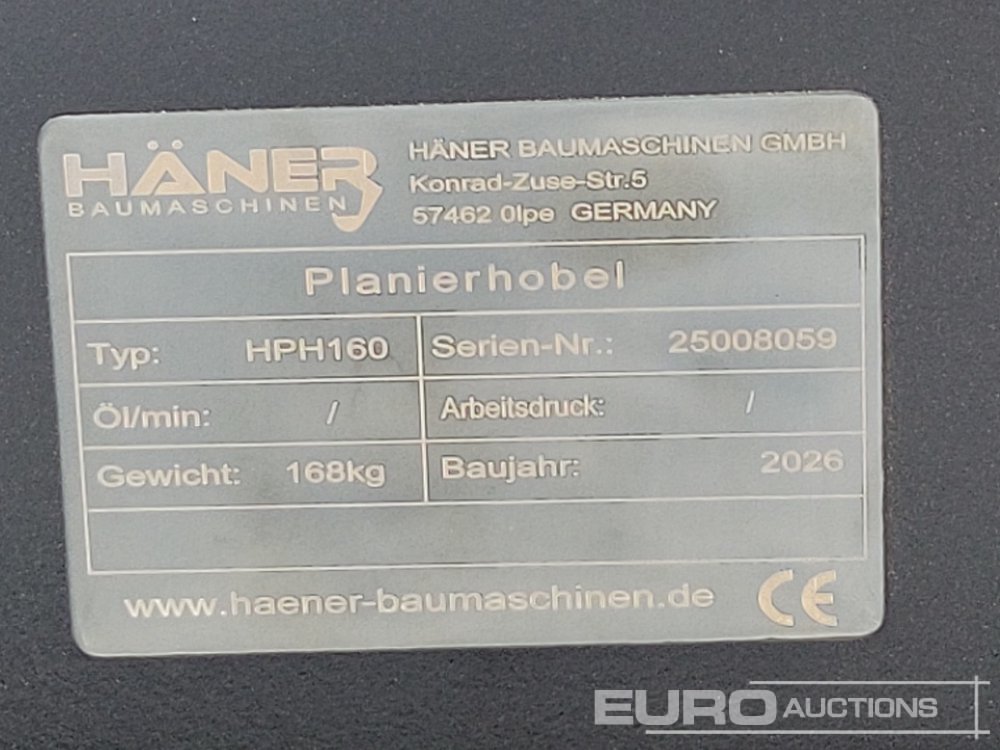 HÄNER
BAUMASCHINEN
HÄNER BAUMASCHINEN GMBH
Konrad-Zuse-Str.5
57462 Olpe GERMANY
Planierhobel
Typ: HPH160 Serien-Nr.: 25008059
Öl/min: / Arbeitsdruck: /
Gewicht: 168kg Baujahr: 2026
www.haener-baumaschinen.de CE
EURO AUCTIONS